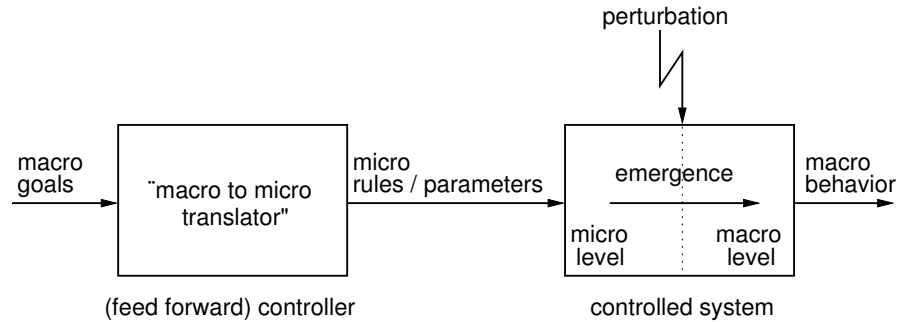 perturbation
macro
goals
¨macro to micro
translator"
micro
rules / parameters
emergence
micro
level
macro
level
macro
behavior
(feed forward) controller
controlled system